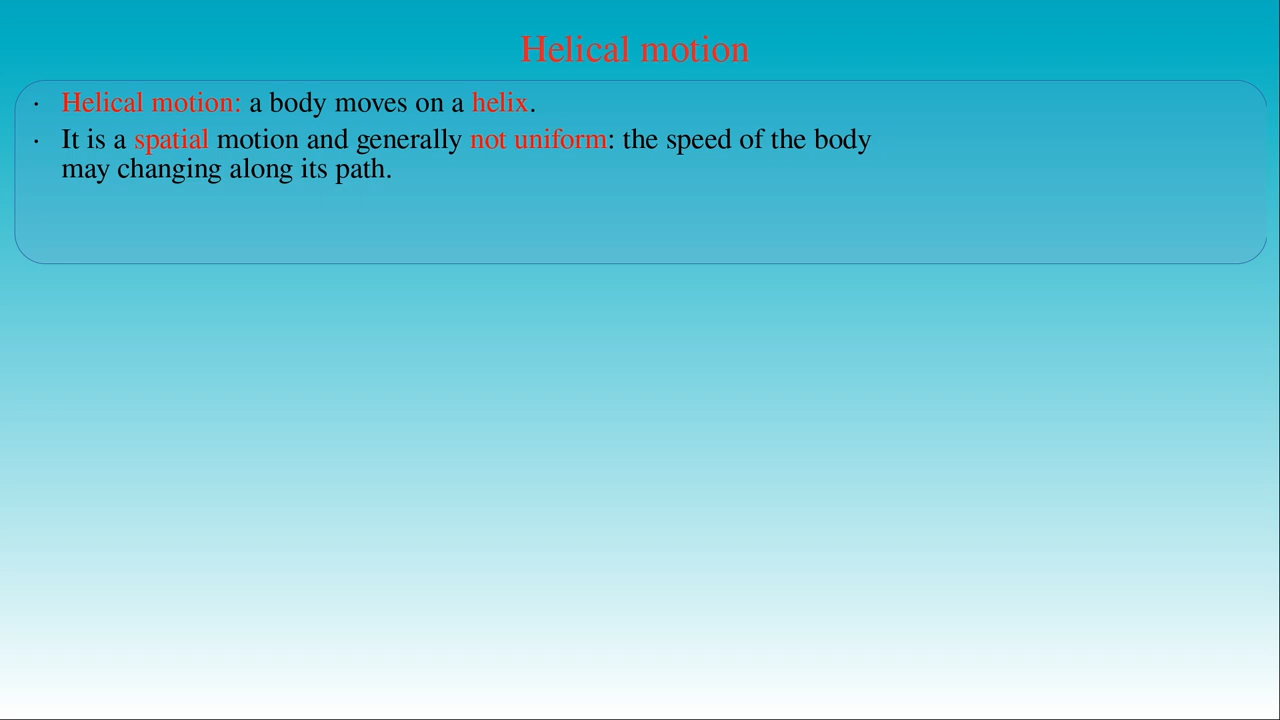 Helical motion
· Helical motion: a body moves on a helix.
· It is a spatial motion and generally not uniform: the speed of the body
may changing along its path.